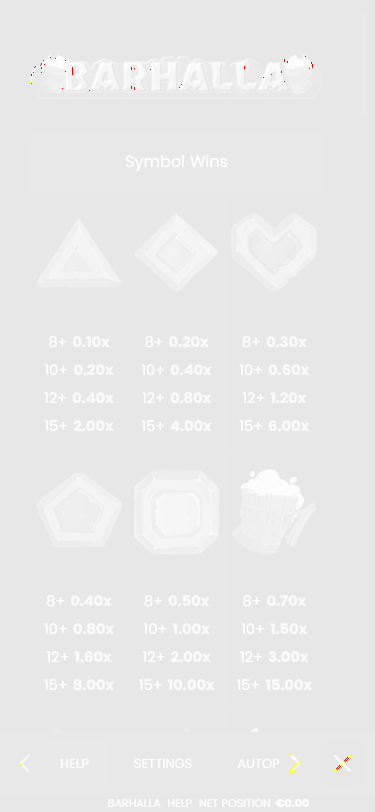 BARHALLA
Symbol Wins
8+ 0.10x 8+ 0.20x 8+ 0.30x
10+ 0.20x 10+ 0.40x 10+ 0.60x
12+ 0.40x 12+ 0.80x 12+ 1.20x
15+ 2.00x 15+ 4.00x 15+ 6.00x
8+ 0.40x 8+ 0.50x 8+ 0.70x
10+ 0.80x 10+ 1.00x 10+ 1.50x
12+ 1.60x 12+ 2.00x 12+ 3.00x
15+ 8.00x 15+ 10.00x 15+ 15.00x
HELP SETTINGS AUTOP
BARHALLA HELP NET POSITION €0.00